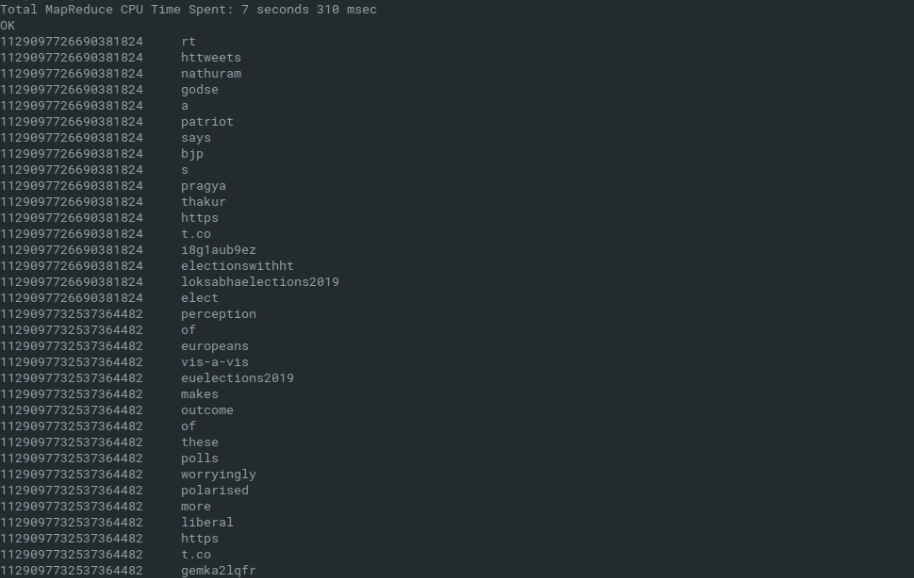 Total MapReduce CPU Time Spent: 7 seconds 310 msec
OK
1129097726690381824 rt
1129097726690381824 httweets
1129097726690381824 nathuram
1129097726690381824 godse
1129097726690381824 a
1129097726690381824 patriot
1129097726690381824 says
1129097726690381824 bjp
1129097726690381824 s
1129097726690381824 pragya
1129097726690381824 thakur
1129097726690381824 https
1129097726690381824 t.co
1129097726690381824 i8g1aub9ez
1129097726690381824 electionswithht
1129097726690381824 loksabhaelections2019
1129097726690381824 elect
1129097732537364482 perception
1129097732537364482 of
1129097732537364482 europeans
1129097732537364482 vis-a-vis
1129097732537364482 euelections2019
1129097732537364482 makes
1129097732537364482 outcome
1129097732537364482 of
1129097732537364482 these
1129097732537364482 polls
1129097732537364482 worryingly
1129097732537364482 polarised
1129097732537364482 more
1129097732537364482 liberal
1129097732537364482 https
1129097732537364482 t.co
1129097732537364482 gemka2lqfr